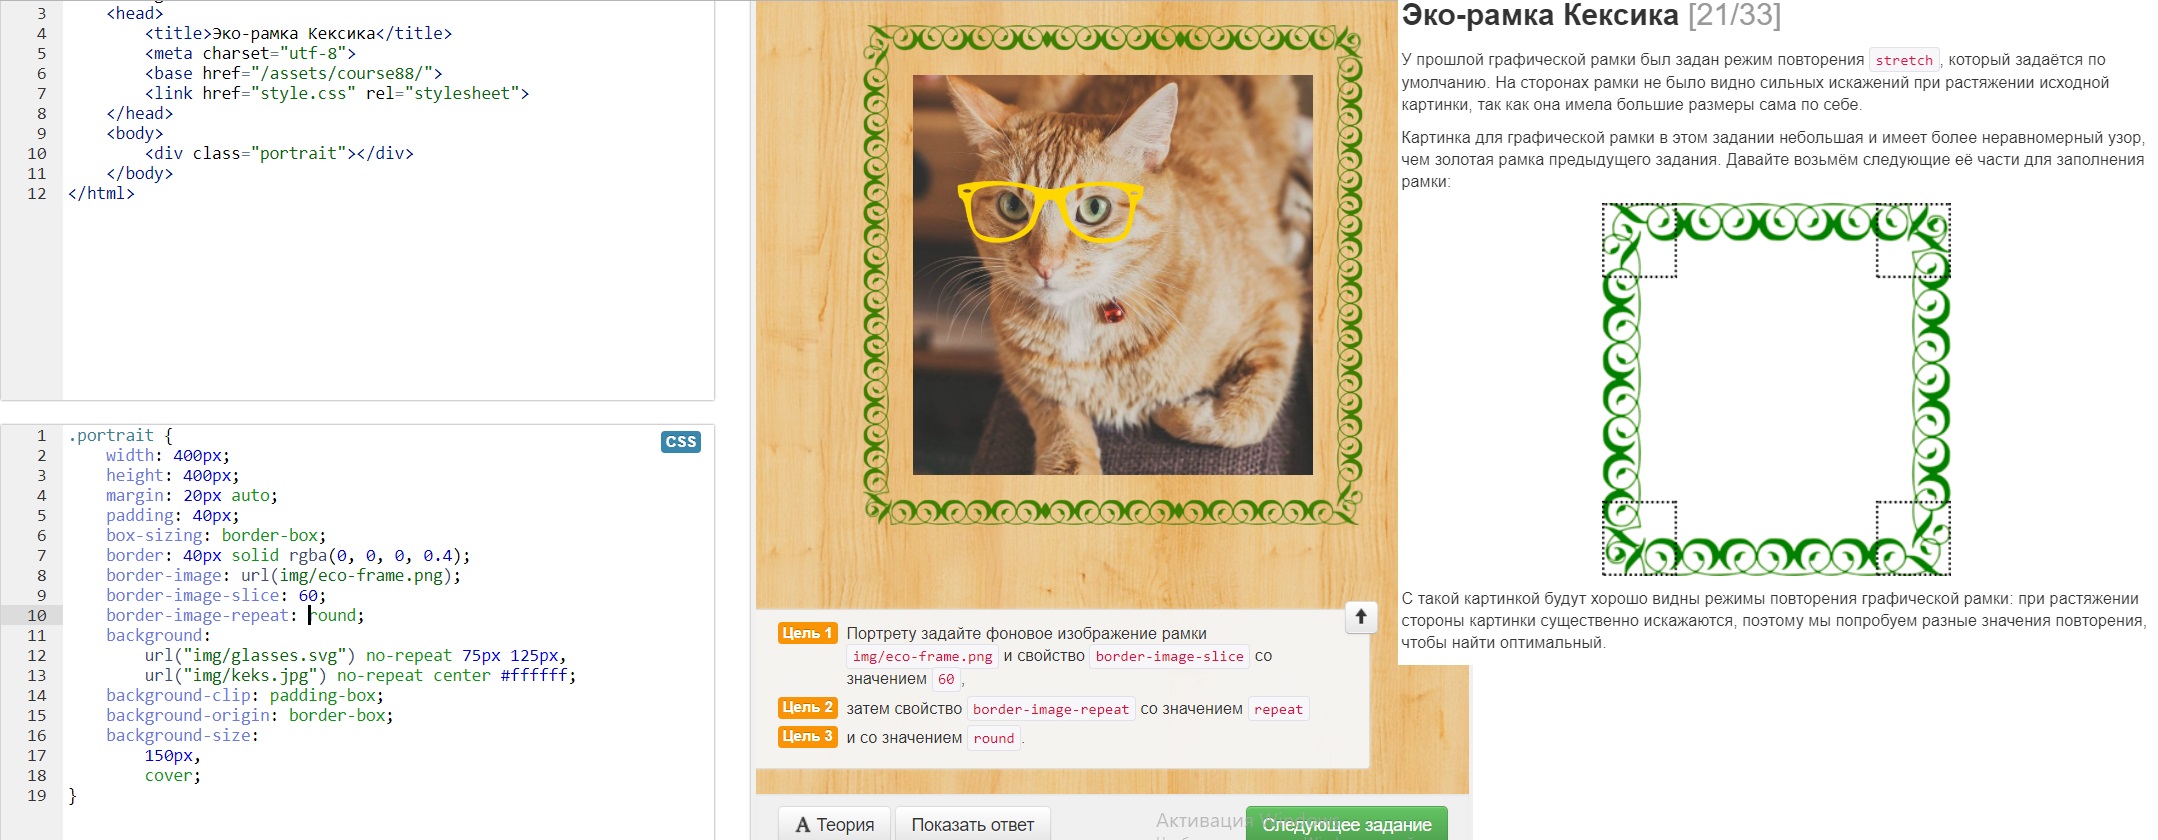 3 <head>
4 <title>Эко-рамка Кексика</title>
5 <meta charset="utf-8">
6 <base href="/assets/course88/">
7 <link href="style.css" rel="stylesheet">
8 </head>
9 <body>
10 <div class="portrait"></div>
11 </body>
12 </html>
CSS
1 .portrait {
2 width: 400px;
3 height: 400px;
4 margin: 20px auto;
5 padding: 40px;
6 box-sizing: border-box;
7 border: 40px solid rgba(0, 0, 0, 0.4);
8 border-image: url(img/eco-frame.png);
9 border-image-slice: 60;
10 border-image-repeat: round;
11 background:
12 url("img/glasses.svg") no-repeat 75px 125px,
13 url("img/keks.jpg") no-repeat center #ffffff;
14 background-clip: padding-box;
15 background-origin: border-box;
16 background-size:
17 150px,
18 cover;
19 }
Цель 1 Портрету задайте фоновое изображение рамки
img/eco-frame.png и свойство border-image-slice со
значением 60,
Цель 2 затем свойство border-image-repeat со значением repeat
Цель 3 и со значением round.
A Теория
Показать ответ
Активация Windows
Следующее задание
Эко-рамка Кексика [21/33]
У прошлой графической рамки был задан режим повторения stretch, который задаётся по
умолчанию. На сторонах рамки не было видно сильных искажений при растяжении исходной
картинки, так как она имела большие размеры сама по себе.
Картинка для графической рамки в этом задании небольшая и имеет более неравномерный узор,
чем золотая рамка предыдущего задания. Давайте возьмём следующие её части для заполнения
рамки:
С такой картинкой будут хорошо видны режимы повторения графической рамки: при растяжении
стороны картинки существенно искажаются, поэтому мы попробуем разные значения повторения,
чтобы найти оптимальный.